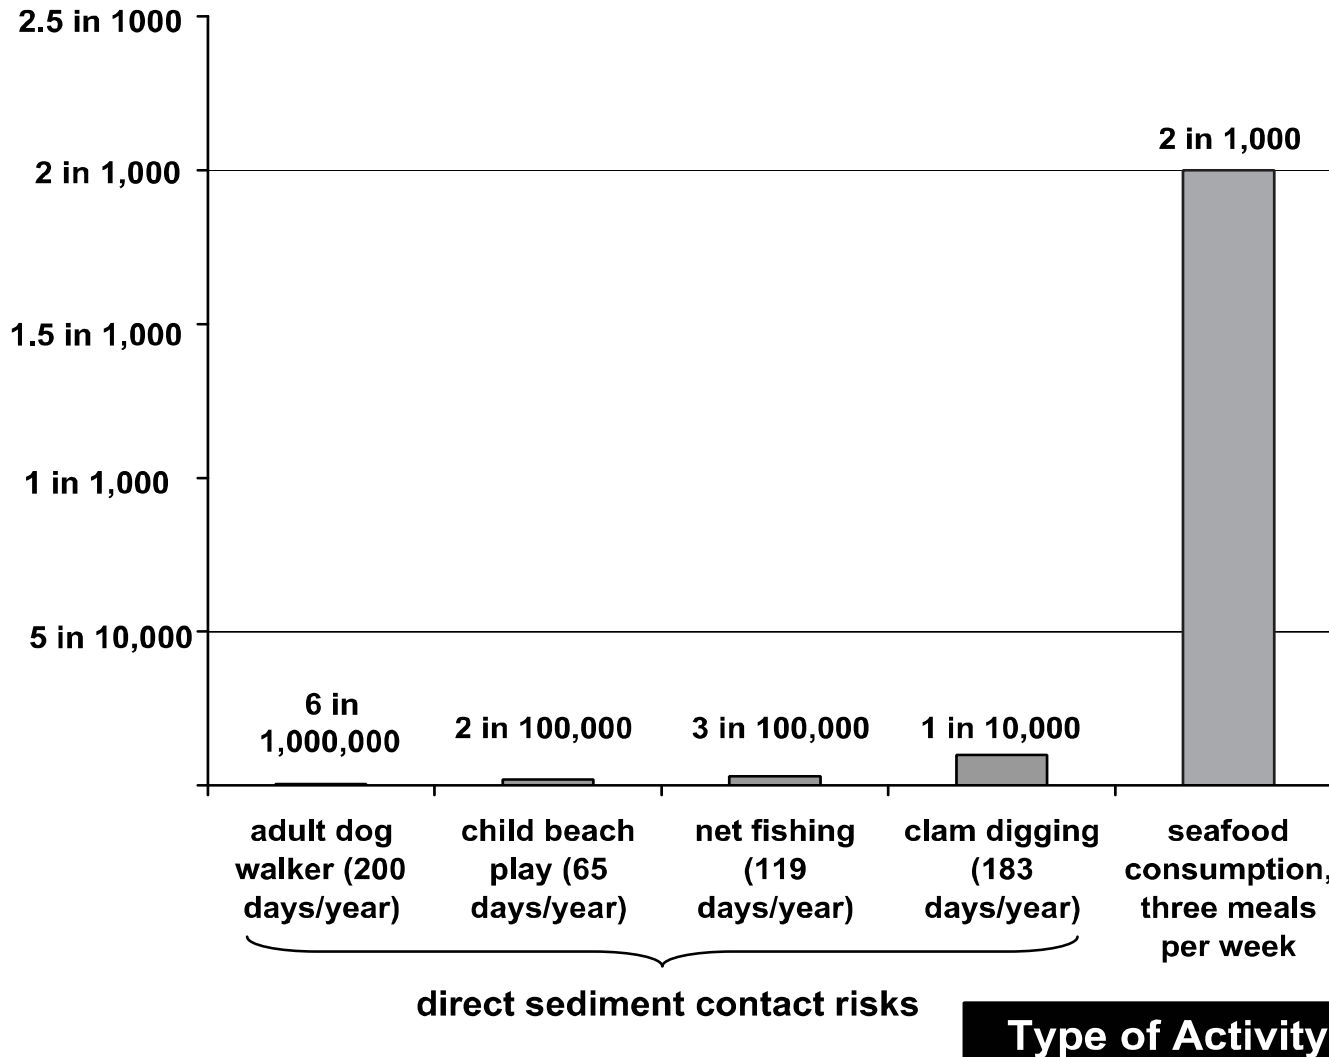 2.5 in 1000
2 in 1,000
1.5 in 1,000
1 in 1,000
5 in 10,000
6 in
1,000,000
2 in 100,000
3 in 100,000
1 in 10,000
2 in 1,000
adult dog
walker (200
days/year)
child beach
play (65
days/year)
net fishing
(119
days/year)
clam digging
(183
days/year)
seafood
consumption,
three meals
per week
direct sediment contact risks
Type of Activity